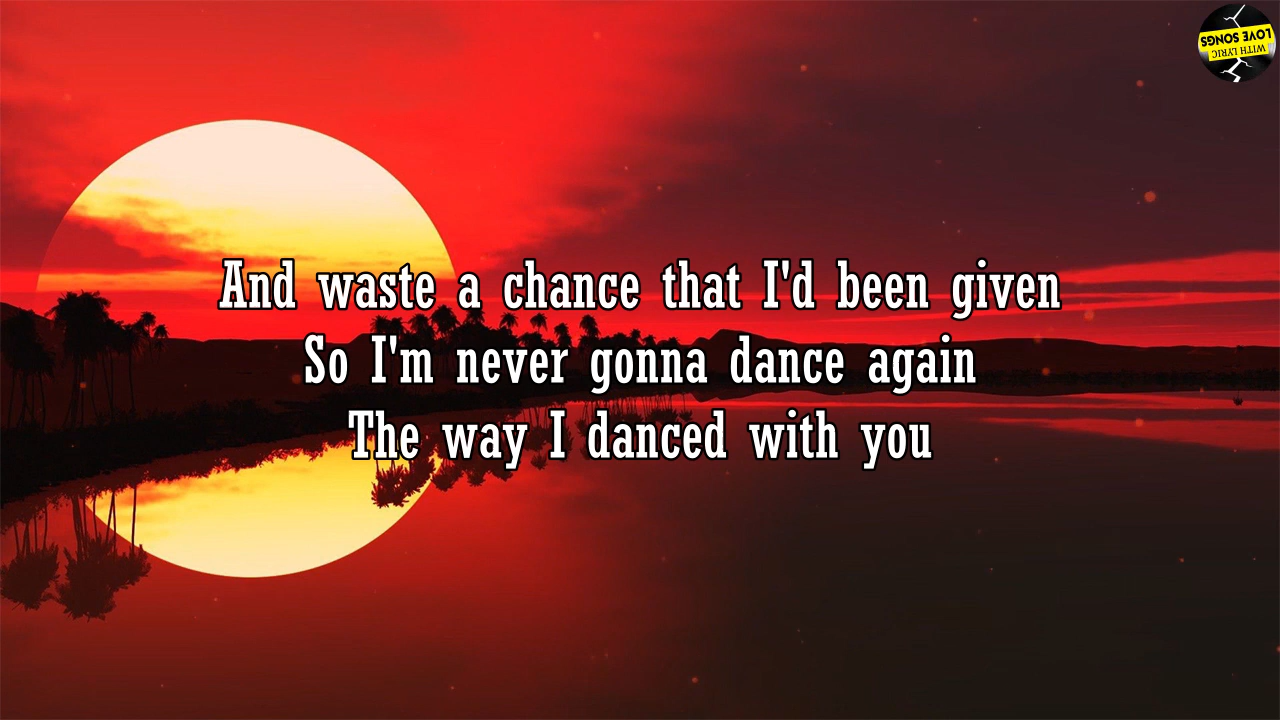 And waste a chance that I'd been given
So I'm never gonna dance again
The way I danced with you
LOVE SONGS
WITH LYRIC